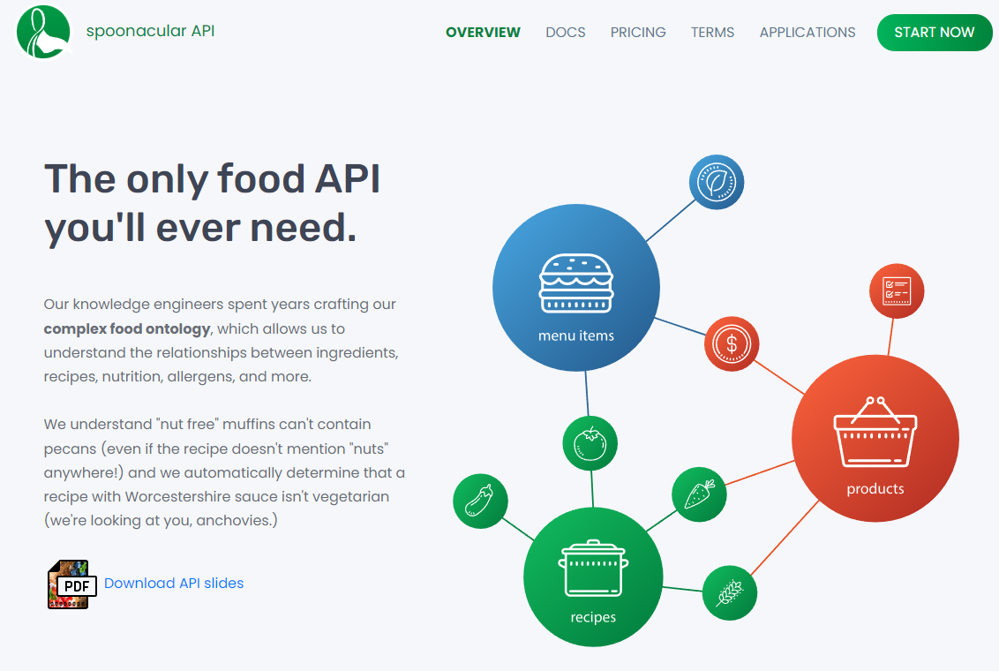 spoonacular API
OVERVIEW
DOCS
PRICING
TERMS
APPLICATIONS
START NOW
The only food API
you'll ever need.
Our knowledge engineers spent years crafting our
complex food ontology, which allows us to
understand the relationships between ingredients,
recipes, nutrition, allergens, and more.
We understand "nut free" muffins can't contain
pecans (even if the recipe doesn't mention "nuts"
anywhere!) and we automatically determine that a
recipe with Worcestershire sauce isn't vegetarian
(we're looking at you, anchovies.)
PDF
Download API slides
menu items
$
products
recipes